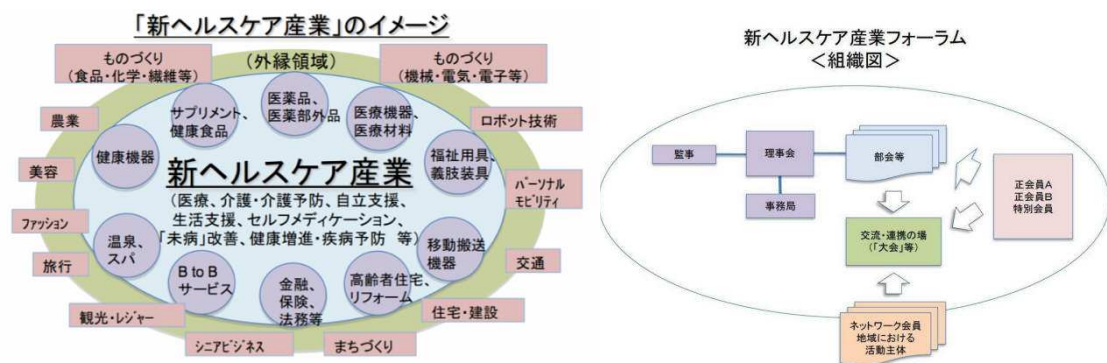 「新ヘルスケア産業」のイメージ
ものづくり
(食品・化学・繊維等)
(外縁領域)
ものづくり
(機械・電気・電子等)
農業
美容
ファッション
旅行
観光・レジャー
シニアビジネス
まちづくり
住宅・建設
交通
パーソナル
モビリティ
ロボット技術
健康機器
サプリメント、
健康食品
医薬品、
医薬部外品
医療機器、
医療材料
福祉用具、
義肢装具
新ヘルスケア産業
(医療、介護・介護予防、自立支援、
生活支援、セルフメディケーション、
「未病」改善、健康増進・疾病予防 等)
温泉、
スパ
B to B
サービス
金融、
保険、
法務等
高齢者住宅、
リフォーム
移動搬送
機器
新ヘルスケア産業フォーラム
＜組織図＞
監事
理事会
部会等
事務局
正会員A
正会員B
特別会員
交流・連携の場
(「大会」等)
ネットワーク会員
地域における
活動主体